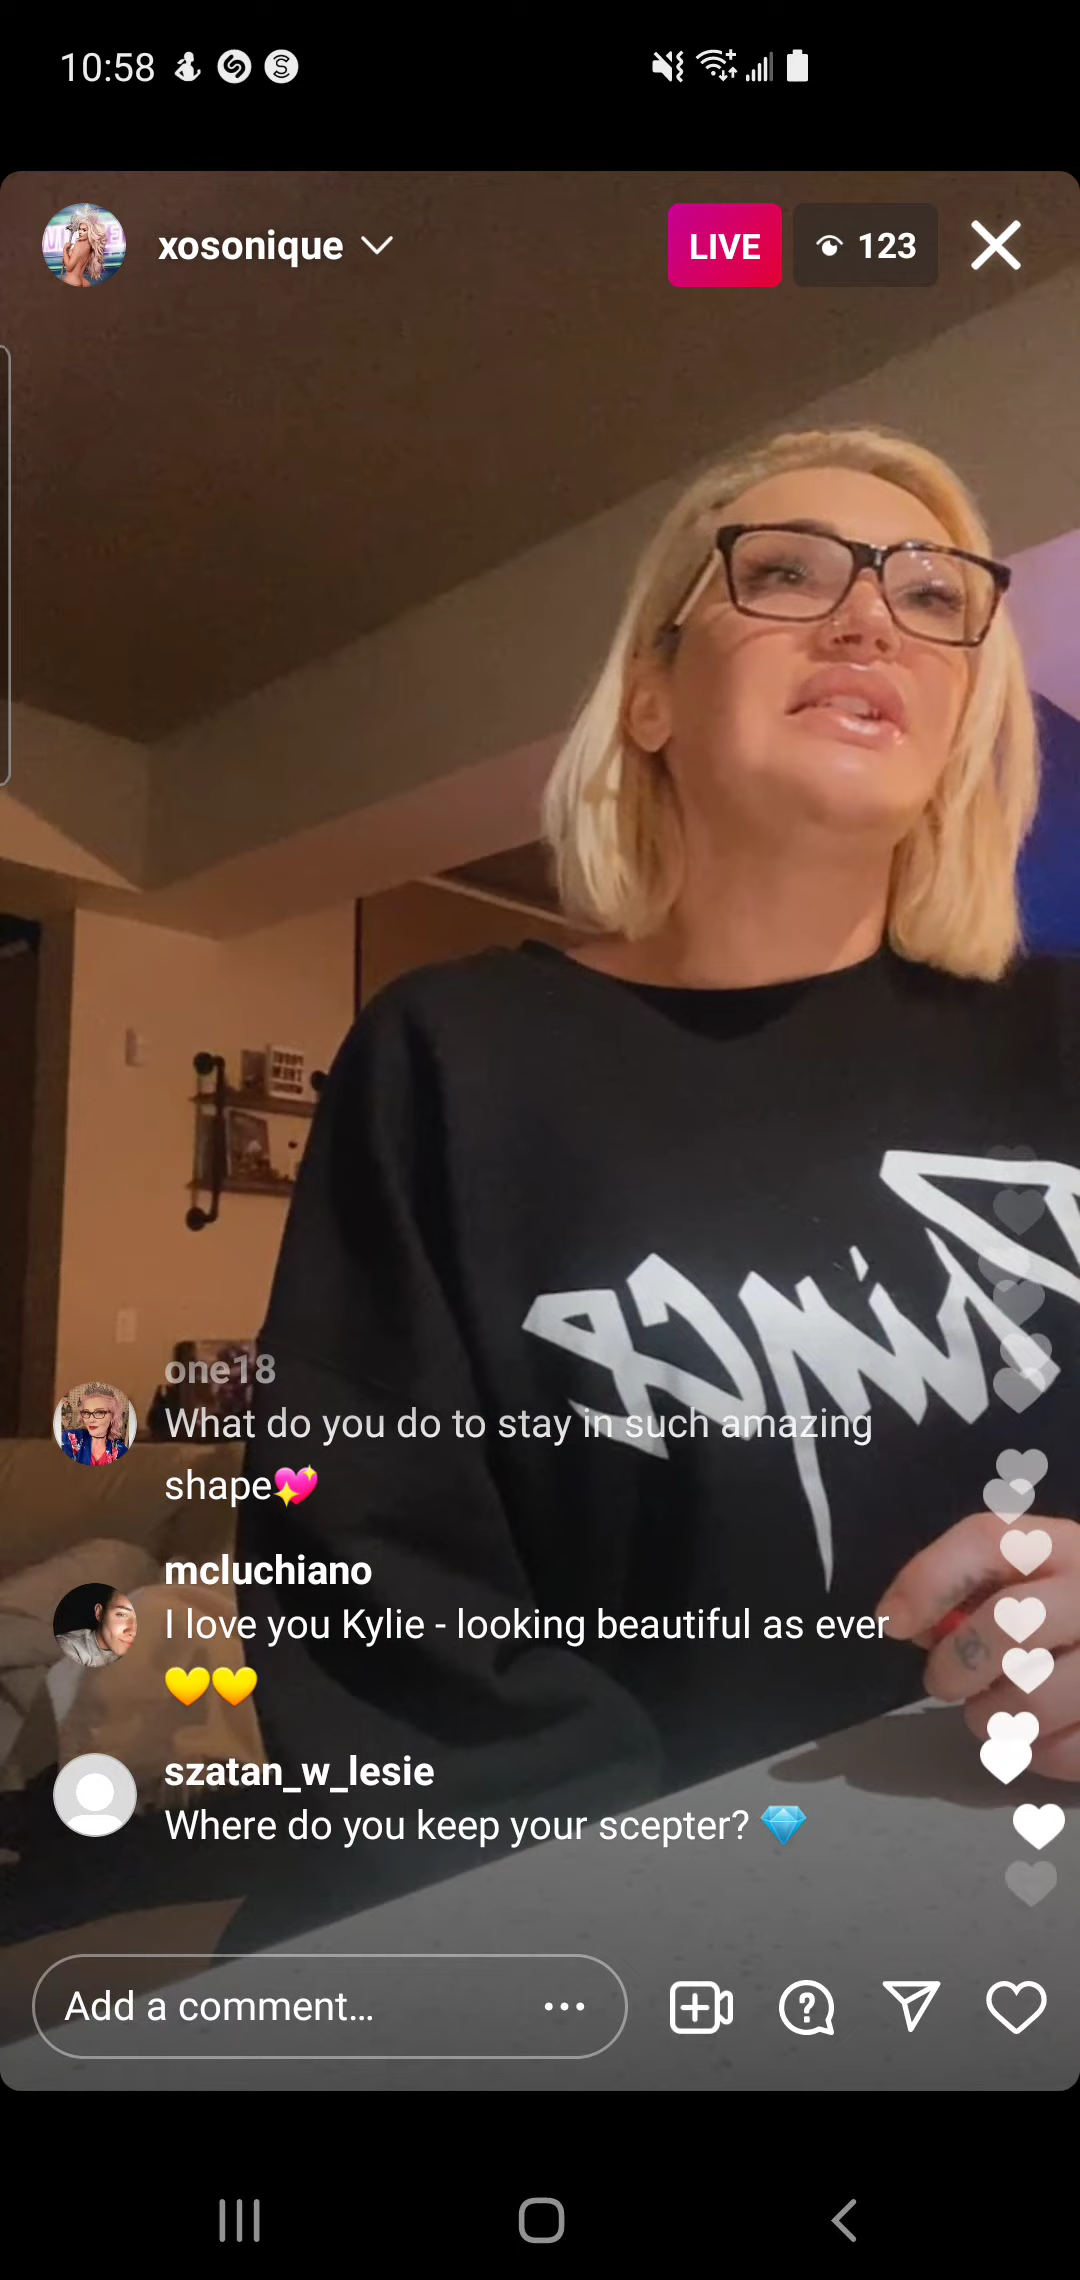 10:58
xosonique
LIVE
123
one18
What do you do to stay in such amazing
shape💖
mcluchiano
I love you Kylie - looking beautiful as ever
💛💛
szatan_w_lesie
Where do you keep your scepter? 💎
Add a comment...